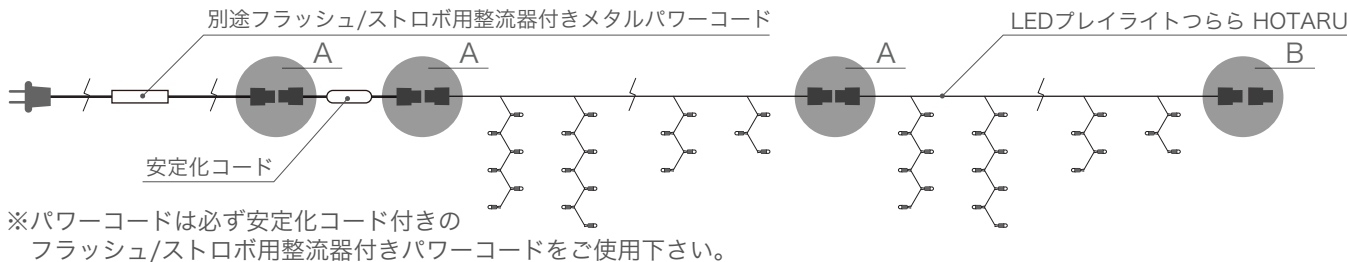 別途フラッシュ/ストロボ用整流器付きメタルパワーコード
LEDプレイライトつらら HOTARU
A
A
A
B
安定化コード
※パワーコードは必ず安定化コード付きの
フラッシュ/ストロボ用整流器付きパワーコードをご使用下さい。